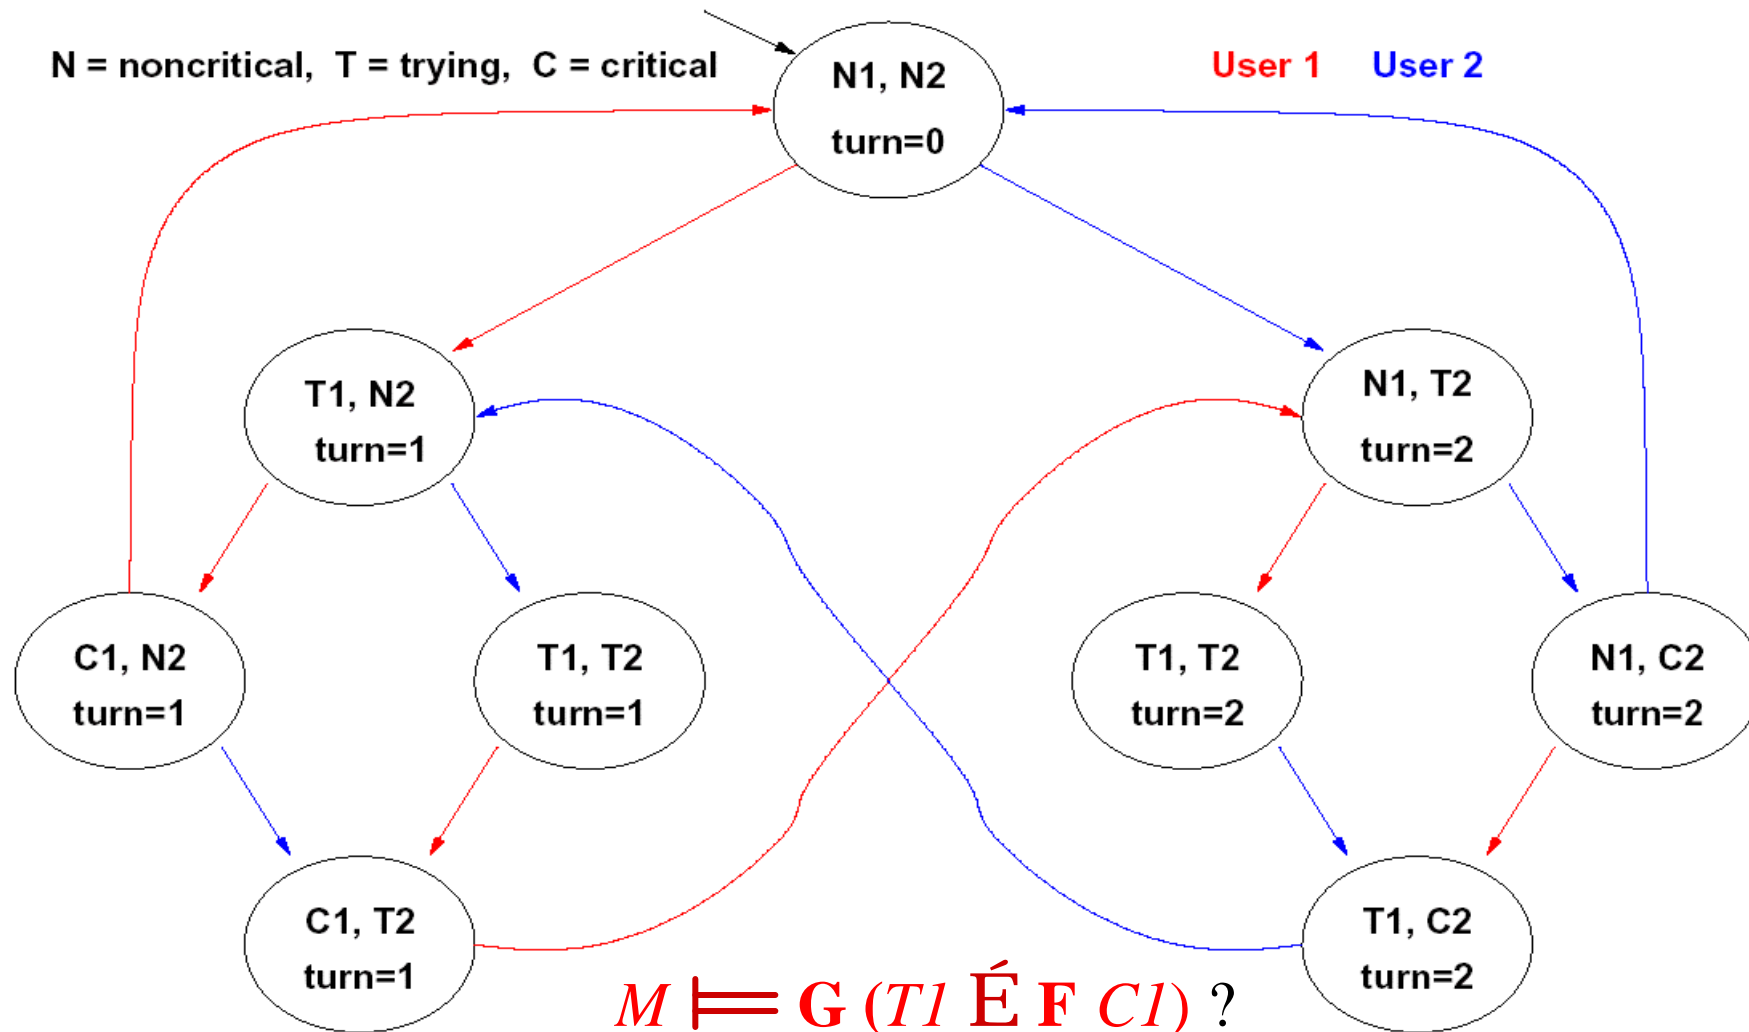 N = noncritical, T = trying, C = critical
User 1 User 2
N1, N2
turn=0
T1, N2
turn=1
N1, T2
turn=2
C1, N2
turn=1
T1, T2
turn=1
T1, T2
turn=2
N1, C2
turn=2
C1, T2
turn=1
T1, C2
turn=2
M ⊨ G (T1 É F C1) ?